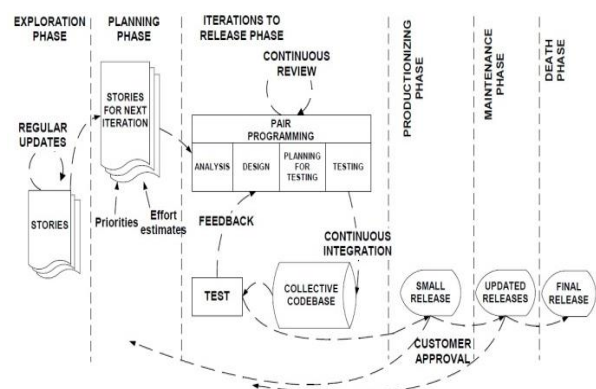 EXPLORATION
PHASE
PLANNING
PHASE
ITERATIONS TO
RELEASE PHASE
PRODUCTIONIZING
PHASE
MAINTENANCE
PHASE
DEATH
PHASE
CONTINUOUS
REVIEW
STORIES
FOR NEXT
ITERATION
REGULAR
UPDATES
PAIR
PROGRAMMING
ANALYSIS
DESIGN
PLANNING
FOR
TESTING
TESTING
STORIES
Priorities
Effort
estimates
FEEDBACK
CONTINUOUS
INTEGRATION
TEST
COLLECTIVE
CODEBASE
SMALL
RELEASE
UPDATED
RELEASES
FINAL
RELEASE
CUSTOMER
APPROVAL